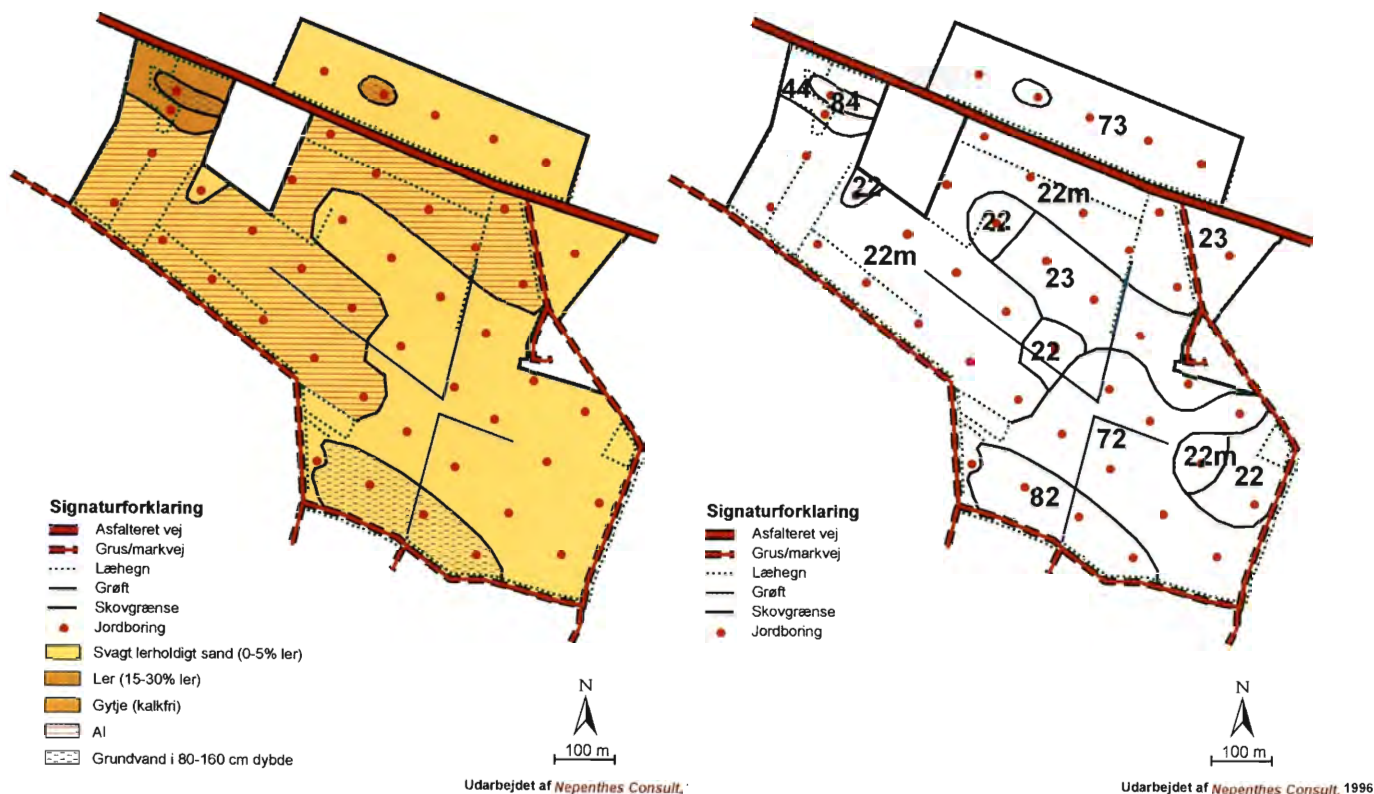 Signaturforklaring
Asfalteret vej
Grus/markvej
Læhegn
Grøft
Skovgrænse
Jordboring
Svagt lerholdigt sand (0-5% ler)
Ler (15-30% ler)
Gytje (kalkfri)
Al
Grundvand i 80-160 cm dybde
N
100 m
Udarbejdet af Nepenthes Consult.
44
84
73
22
22m
22
23
22m
23
22
72
22m
22
82
Signaturforklaring
Asfalteret vej
Grus/markvej
Læhegn
Grøft
Skovgrænse
Jordboring
N
100 m
Udarbejdet af Nepenthes Consult. 1996